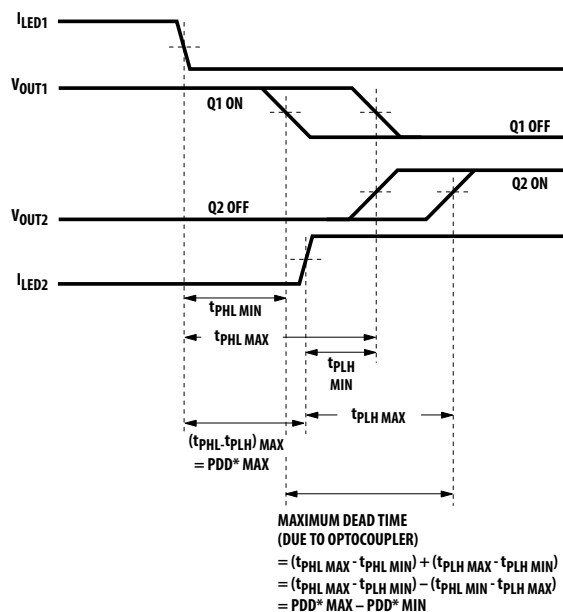 ILED1
VOUT1
Q1 ON
Q1 OFF
Q2 OFF
Q2 ON
VOUT2
ILED2
tPHL MIN
tPHL MAX
tPLH
MIN
tPLH MAX
(tPHL-tPLH) MAX
= PDD* MAX
MAXIMUM DEAD TIME
(DUE TO OPTOCOUPLER)
= (tPHL MAX - tPHL MIN) + (tPLH MAX - tPLH MIN)
= (tPHL MAX - tPLH MIN) – (tPHL MIN - tPLH MAX)
= PDD* MAX – PDD* MIN